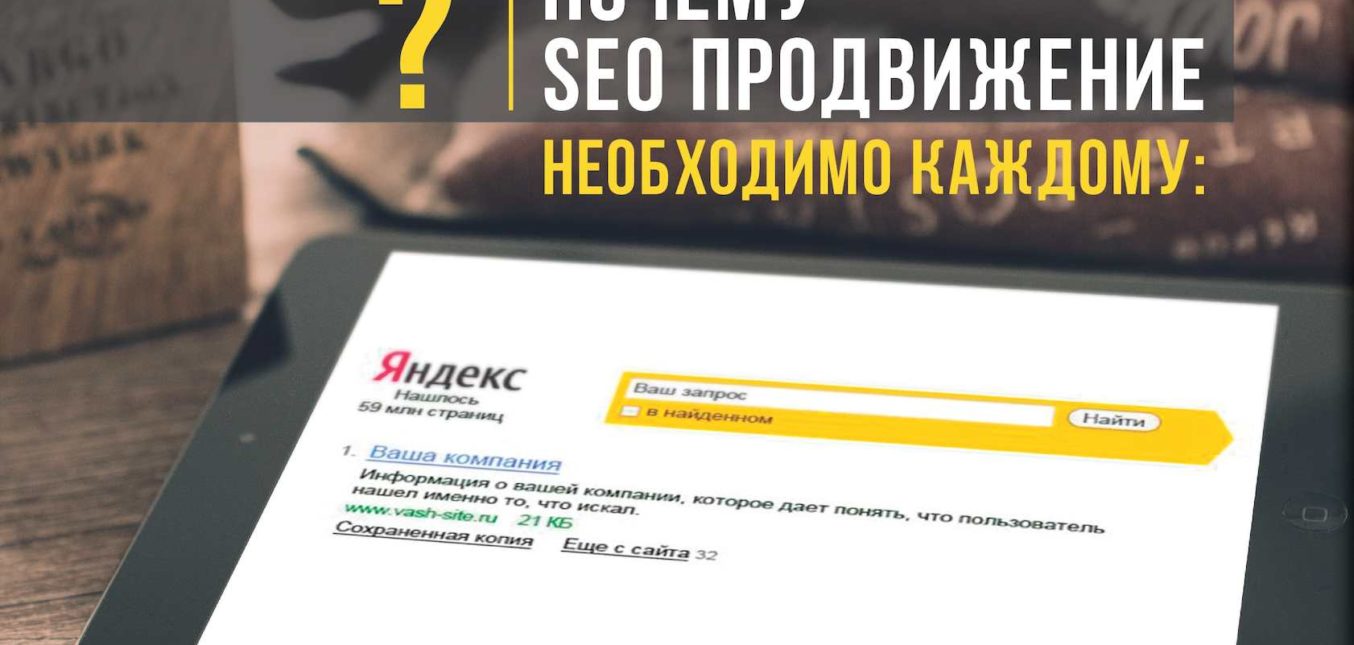 ?
ПОЧЕМУ
SEO ПРОДВИЖЕНИЕ
НЕОБХОДИМО КАЖДОМУ:
Яндекс
Нашлось
59 млн страниц
Ваш запрос
в найденном
Найти
1. Ваша компания
Информация о вашей компании, которое дает понять, что пользователь
нашел именно то, что искал.
www.vash-site.ru 21 КБ
Сохраненная копия Еще с сайта 32